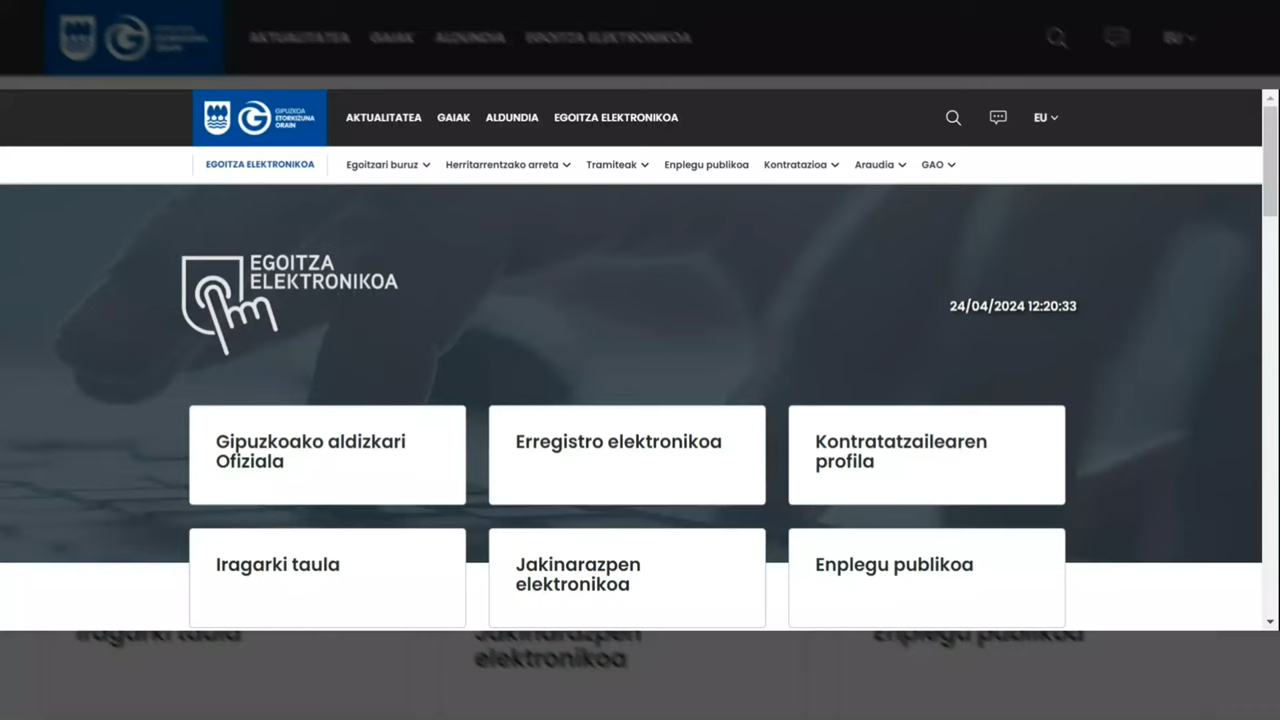 AKTUALITATEA GAIAK ALDUNDIA EGOITZA ELEKTRONIKOA
GIPUZKOA
ETORKIZUNA
ORAIN
AKTUALITATEA GAIAK ALDUNDIA EGOITZA ELEKTRONIKOA EU
EGOITZA ELEKTRONIKOA Egoitzari buruz Herritarrentzako arreta Tramiteak Enplegu publikoa Kontratazioa Araudia GAO
EGOITZA
ELEKTRONIKOA
24/04/2024 12:20:33
Gipuzkoako aldizkari
Ofiziala
Erregistro elektronikoa
Kontratatzailearen
profila
Iragarki taula
Jakinarazpen
elektronikoa
Enplegu publikoa
Iragarki taula
Jakinarazpen
elektronikoa
Enplegu publikoa